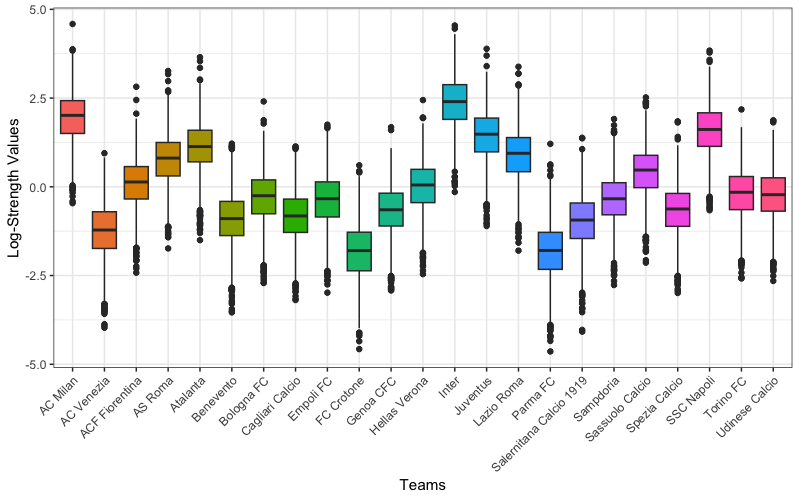 Log-Strength Values
5.0
2.5
0.0
-2.5
-5.0
AC Milan
AC Venezia
ACF Fiorentina
AS Roma
Atalanta
Benevento
Bologna FC
Cagliari Calcio
Empoli FC
FC Crotone
Genoa CFC
Hellas Verona
Inter
Juventus
Lazio Roma
Parma FC
Salernitana Calcio 1919
Sampdoria
Sassuolo Calcio
Spezia Calcio
SSC Napoli
Torino FC
Udinese Calcio
Teams